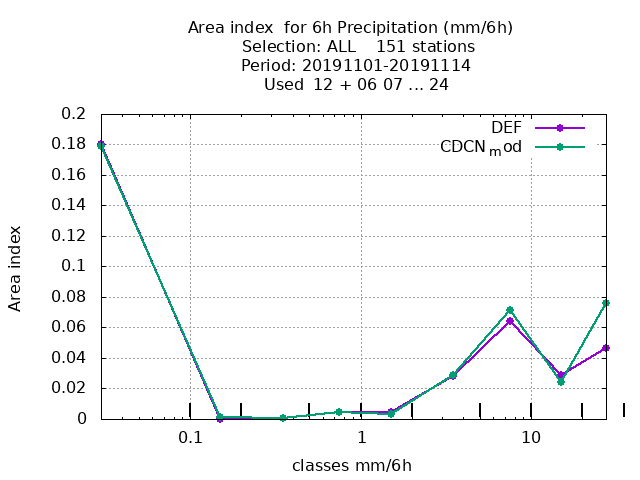 Area index  for 6h Precipitation (mm/6h)
Selection: ALL    151 stations
Period: 20191101-20191114
Used  12 + 06 07 ... 24
DEF
CDCN_mod
0.2
0.18
0.16
0.14
0.12
0.1
0.08
0.06
0.04
0.02
0
Area index
0.1
1
10
classes mm/6h